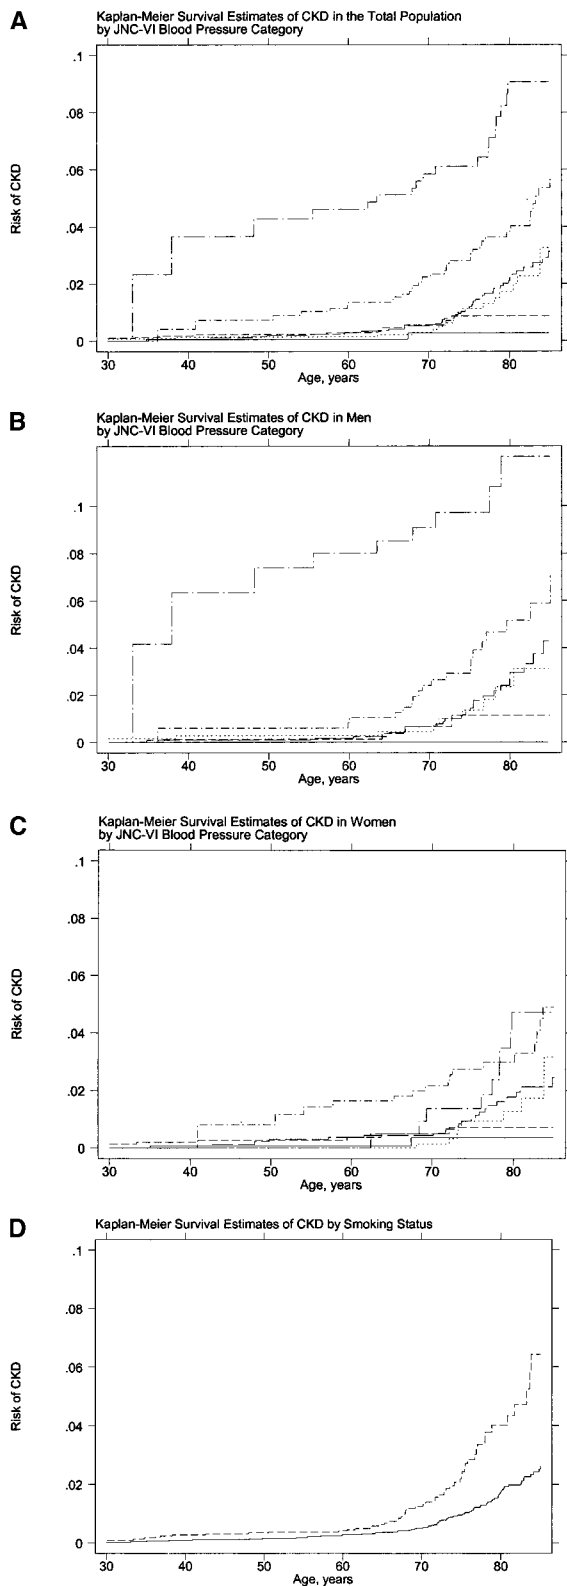 A
Kaplan-Meier Survival Estimates of CKD in the Total Population
by JNC-VI Blood Pressure Category
.1
.08
.06
.04
.02
0
Risk of CKD
30 40 50 60 70 80
Age, years
B
Kaplan-Meier Survival Estimates of CKD in Men
by JNC-VI Blood Pressure Category
.1
.08
.06
.04
.02
0
Risk of CKD
30 40 50 60 70 80
Age, years
C
Kaplan-Meier Survival Estimates of CKD in Women
by JNC-VI Blood Pressure Category
.1
.08
.06
.04
.02
0
Risk of CKD
30 40 50 60 70 80
Age, years
D
Kaplan-Meier Survival Estimates of CKD by Smoking Status
.1
.08
.06
.04
.02
0
Risk of CKD
30 40 50 60 70 80
Age, years